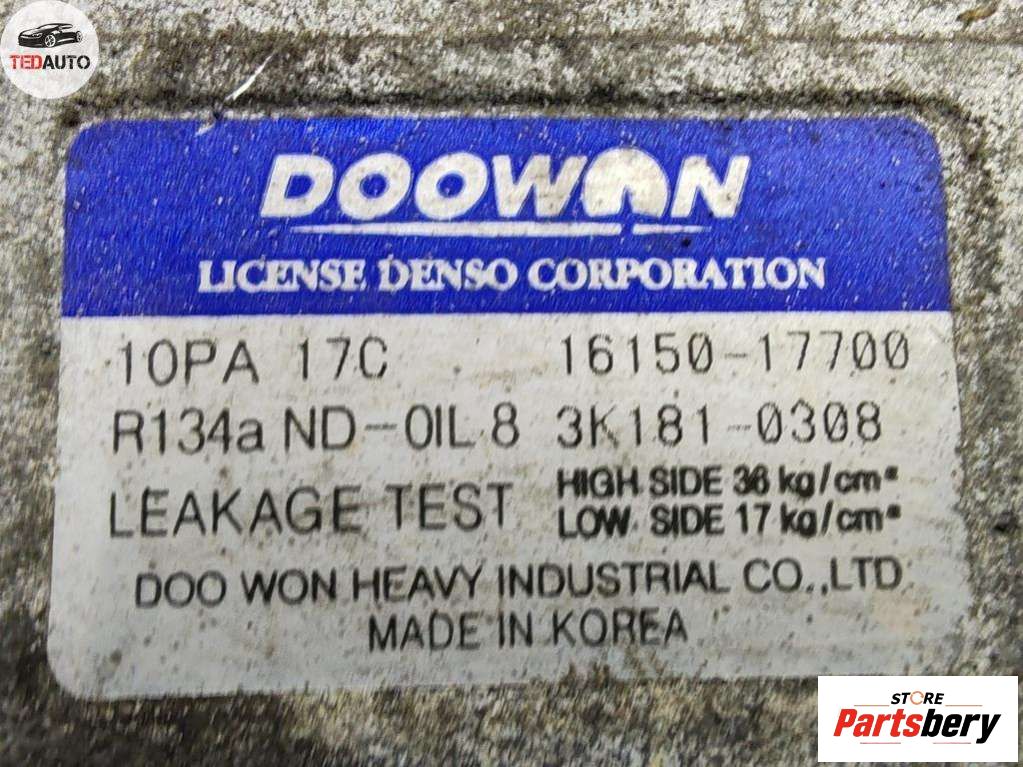 TEDAUTO
DOOWON
LICENSE DENSO CORPORATION
10PA 17C 16150-17700
R134a ND-OIL 8 3K181-0308
LEAKAGE TEST HIGH SIDE 36 kg/cm²
LOW SIDE 17 kg/cm²
DOO WON HEAVY INDUSTRIAL CO.,LTD.
MADE IN KOREA
STORE
Partsbery